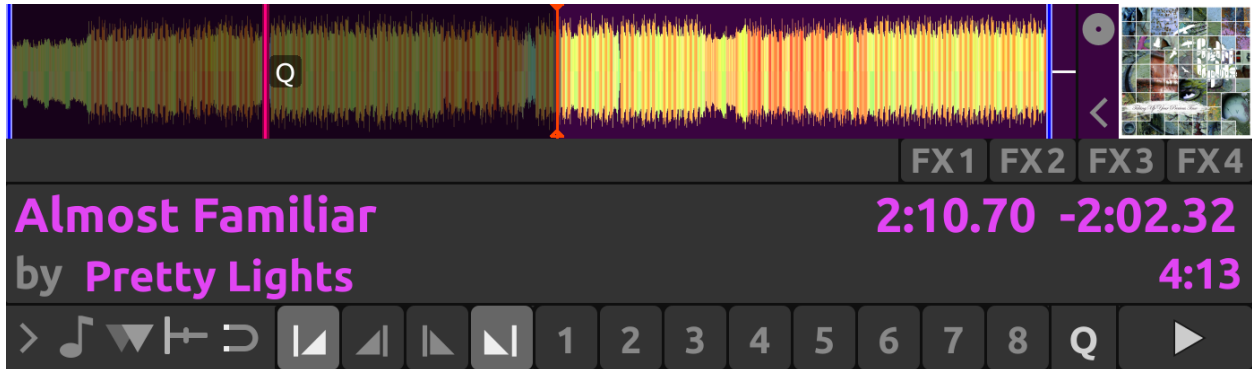 Q
FX1 FX2 FX3 FX4
Almost Familiar 2:10.70 -2:02.32
by Pretty Lights 4:13
1 2 3 4 5 6 7 8 Q